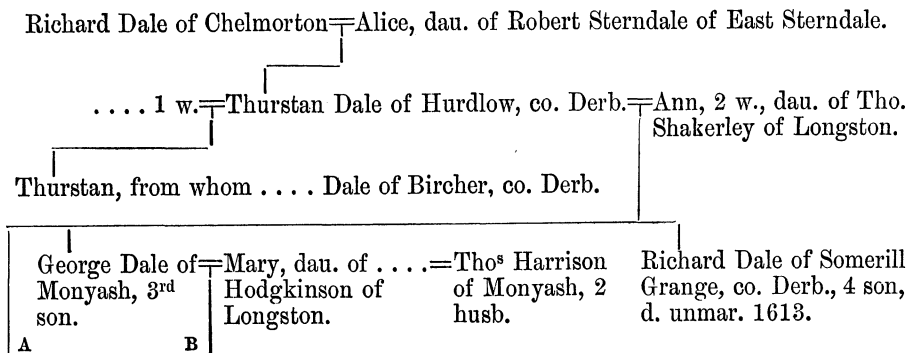 Richard Dale of Chelmorton=Alice, dau. of Robert Sterndale of East Sterndale.
. . . . 1 w.=Thurstan Dale of Hurdlow, co. Derb.=Ann, 2 w., dau. of Tho. Shakerley of Longston.
Thurstan, from whom . . . . Dale of Bircher, co. Derb.
George Dale of Monyash, 3rd son.
=Mary, dau. of . . . . Hodgkinson of Longston.
=Thos Harrison of Monyash, 2 husb.
Richard Dale of Somerill Grange, co. Derb., 4 son, d. unmar. 1613.
A B